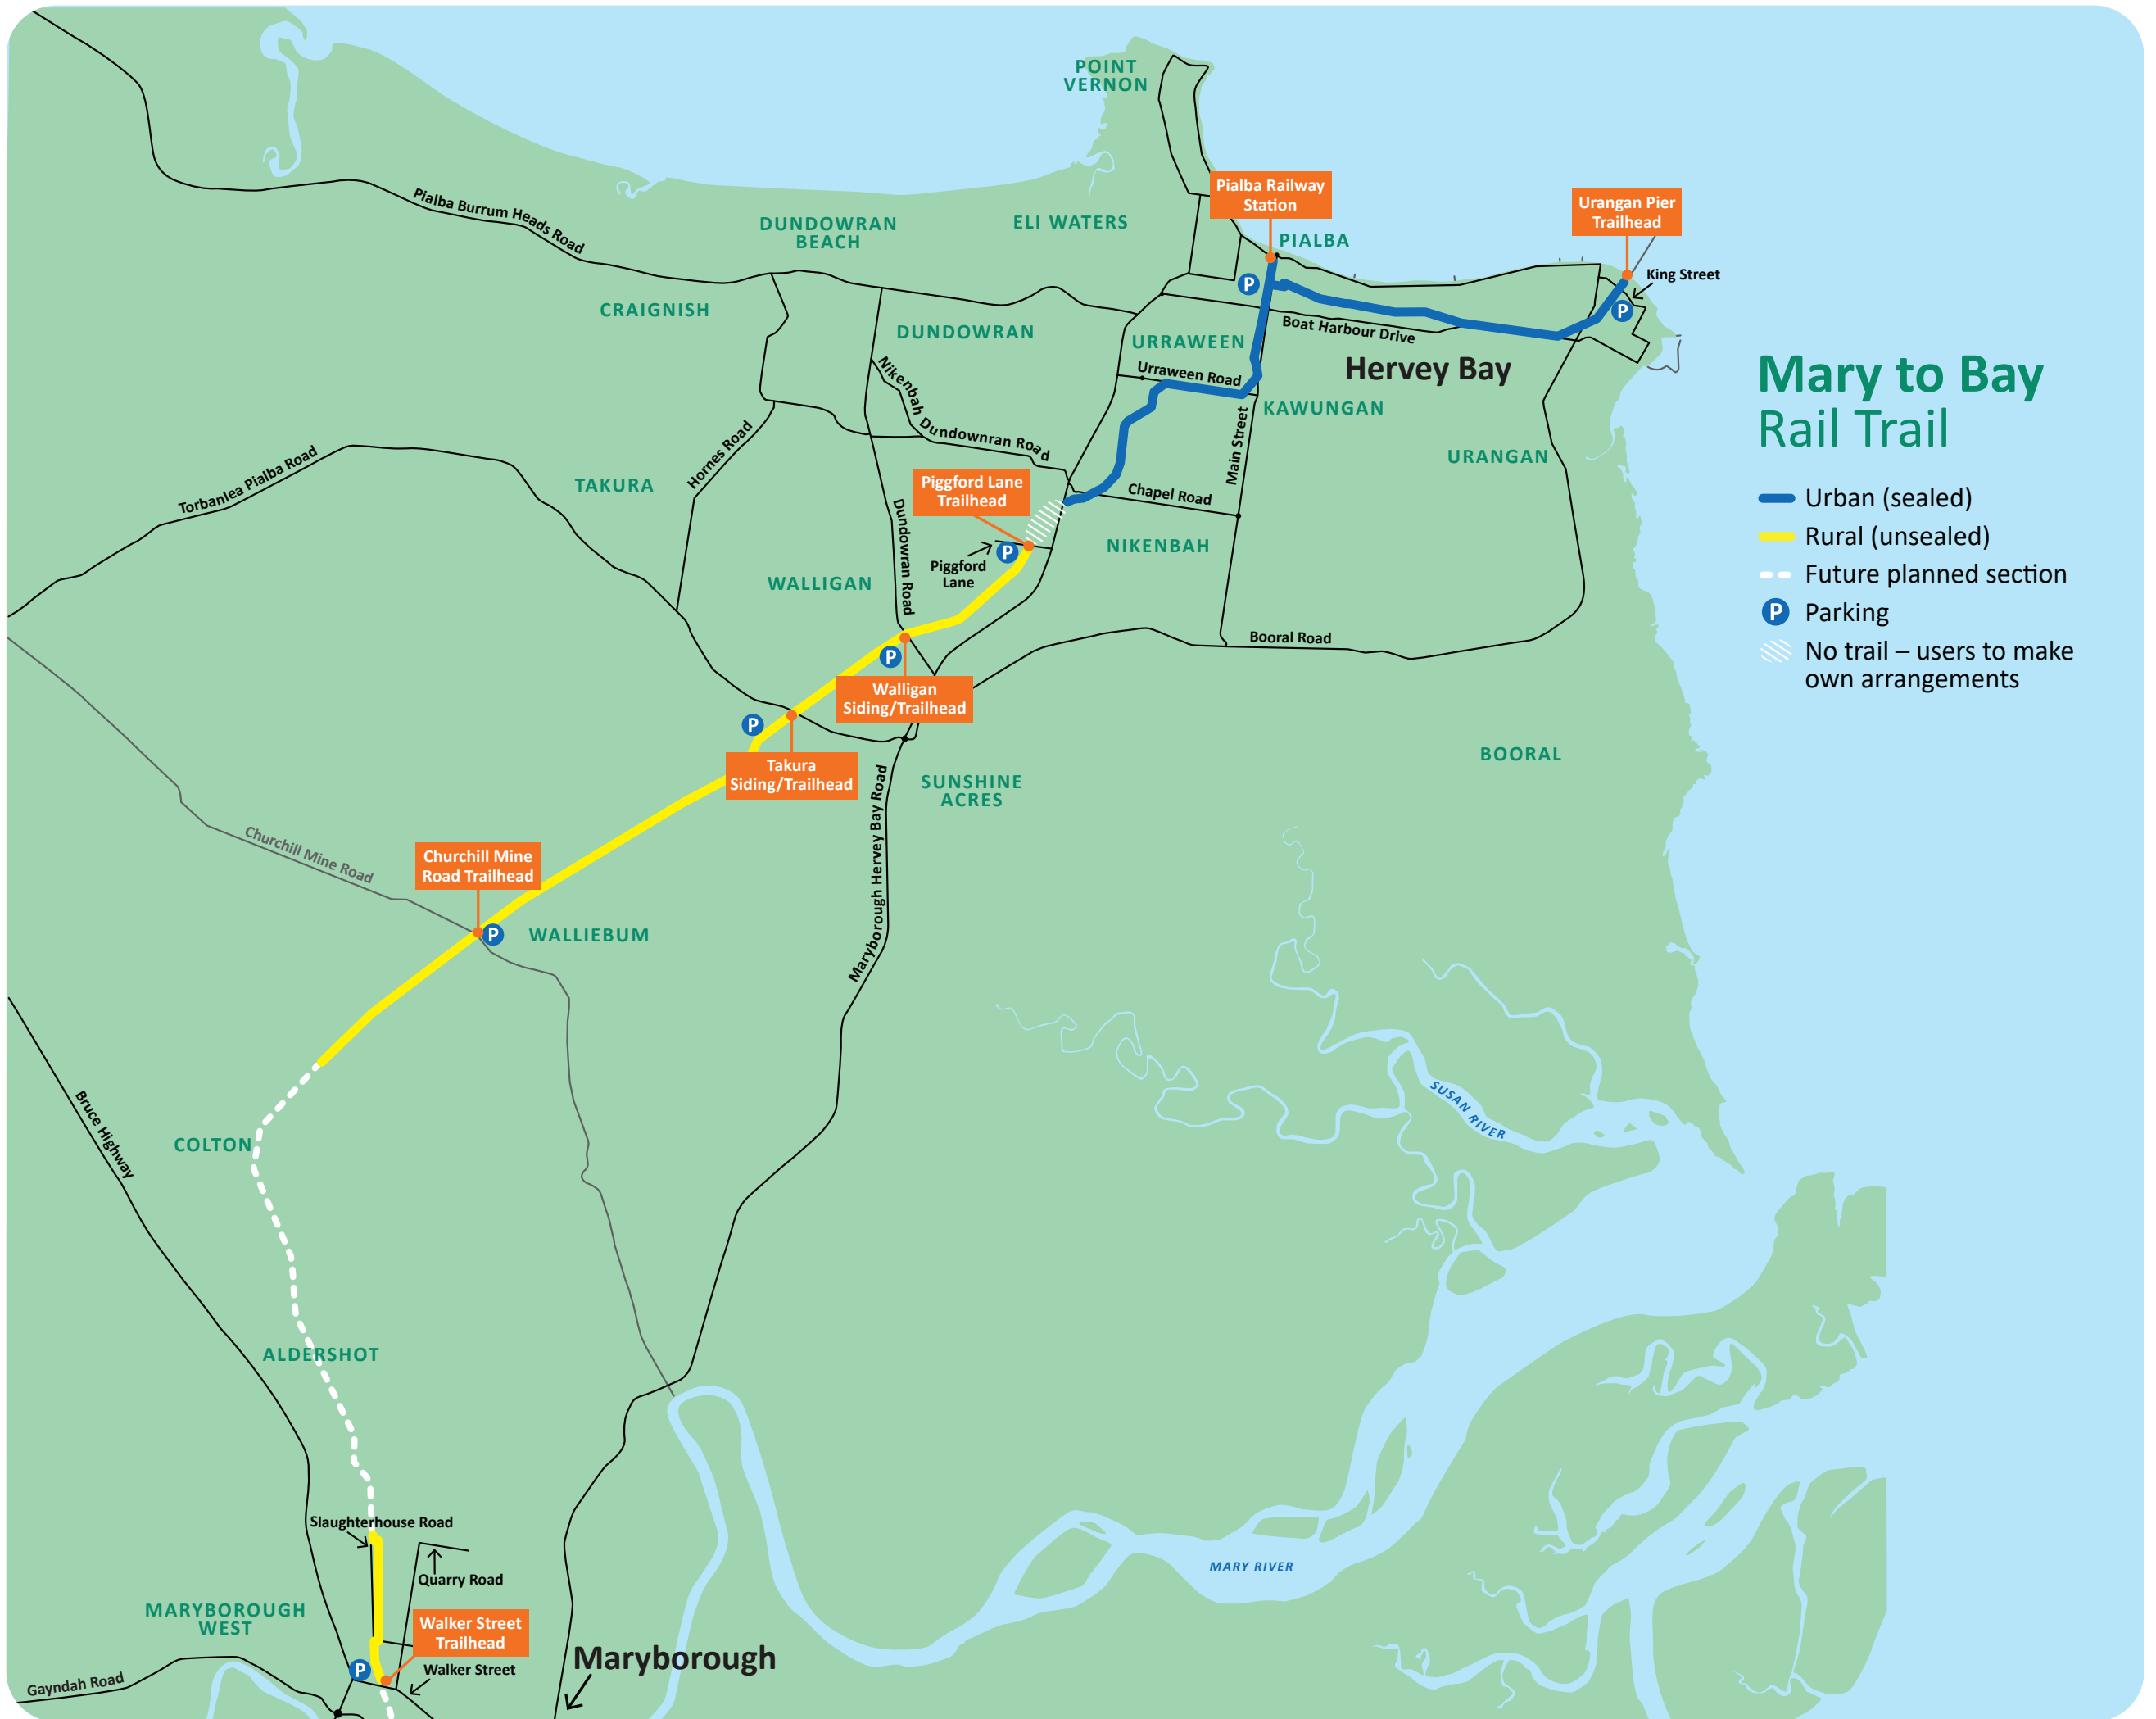 POINT
VERNON
Pialba Railway
Station
Urangan Pier
Trailhead
Pialba Burrum Heads Road
DUNDOWRAN
BEACH
ELI WATERS
PIALBA
King Street
P
P
CRAIGNISH
DUNDOWRAN
URRAWEEN
Boat Harbour Drive
Hervey Bay
Mary to Bay
Rail Trail
Nikenbah Dundownran Road
Urraween Road
KAWUNGAN
Main Street
Hornes Road
Torbanlea Pialba Road
TAKURA
URANGAN
Piggford Lane
Trailhead
Chapel Road
Urban (sealed)
Rural (unsealed)
Future planned section
P Parking
No trail – users to make
own arrangements
Dundowran Road
P
NIKENBAH
Piggford
Lane
WALLIGAN
Booral Road
P
Walligan
Siding/Trailhead
P
Takura
Siding/Trailhead
BOORAL
SUNSHINE
ACRES
Maryborough Hervey Bay Road
Churchill Mine Road
Churchill Mine
Road Trailhead
P
WALLIEBUM
Bruce Highway
SUSAN RIVER
COLTON
ALDERSHOT
Slaughterhouse Road
MARY RIVER
Quarry Road
MARYBOROUGH
WEST
Walker Street
Trailhead
P
Walker Street
Maryborough
Gayndah Road